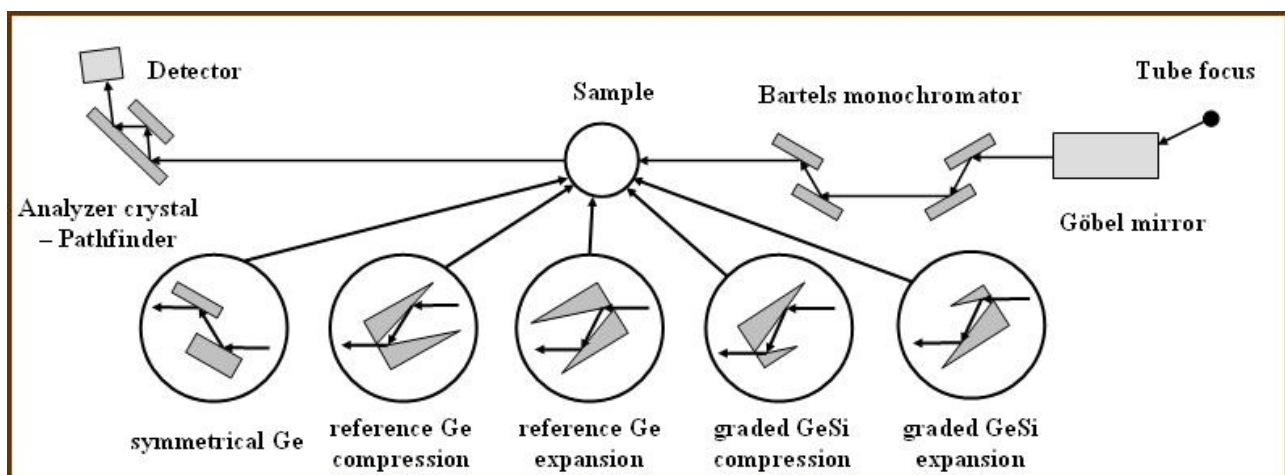 Detector
Sample
Bartels monochromator
Tube focus
Analyzer crystal
– Pathfinder
Göbel mirror
symmetrical Ge
reference Ge
compression
reference Ge
expansion
graded GeSi
compression
graded GeSi
expansion